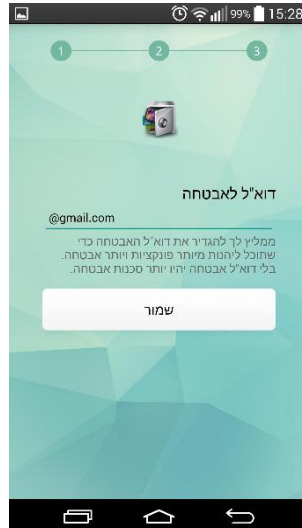 99% 15:28
1 2 3
דוא"ל לאבטחה
@gmail.com
ממליץ לך להגדיר את דוא"ל האבטחה כדי
שתוכל ליהנות מיותר פונקציות ויותר אבטחה.
בלי דוא"ל אבטחה יהיו יותר סכנות אבטחה.
שמור